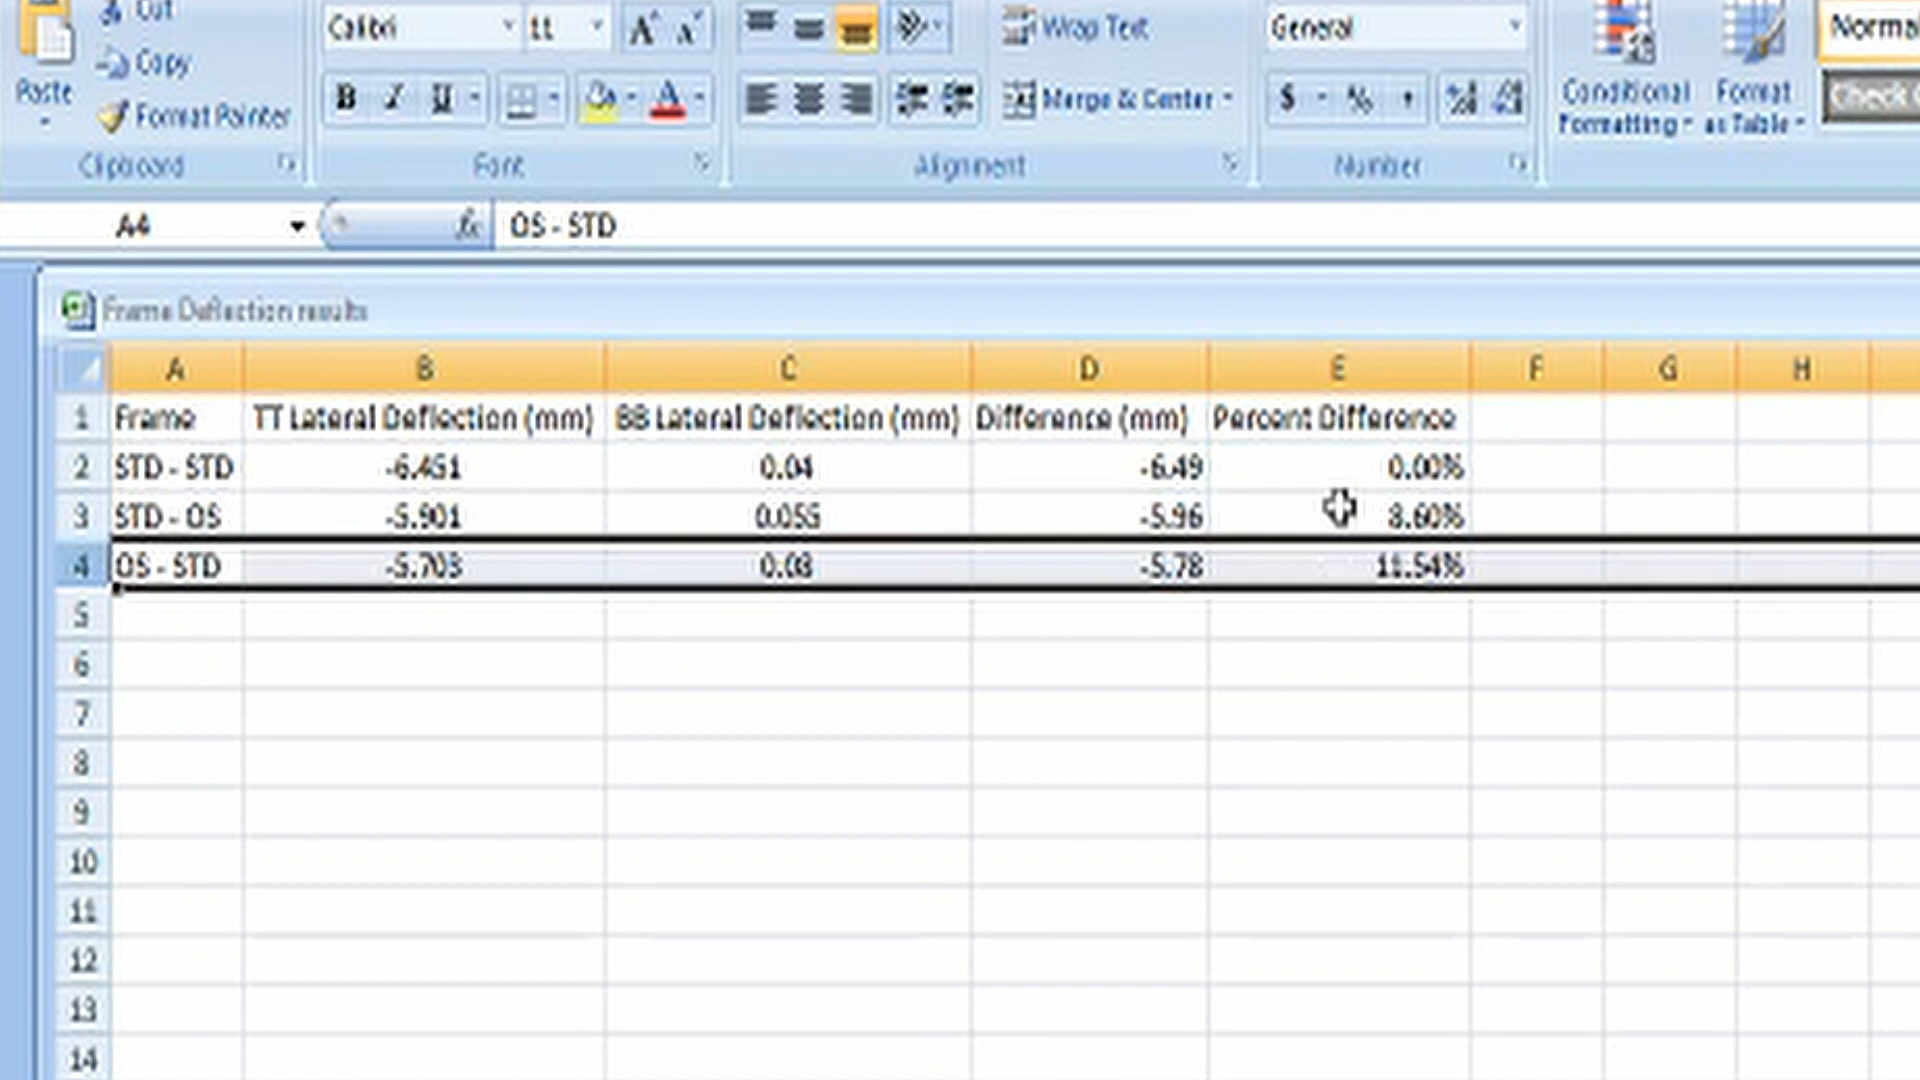 Cut
Calibri 11 A A Wrap Text General Normal
Copy
Paste Format Painter B I U A Merge & Center $ % , Conditional Formatting Format as Table Check
Clipboard Font Alignment Number
A4 fx OS - STD
Frame Deflection results
A B C D E F G H
1 Frame TT Lateral Deflection (mm) BB Lateral Deflection (mm) Difference (mm) Percent Difference
2 STD - STD -6.451 0.04 -6.49 0.00%
3 STD - OS -5.901 0.055 -5.96 8.60%
4 OS - STD -5.703 0.08 -5.78 11.54%
5
6
7
8
9
10
11
12
13
14